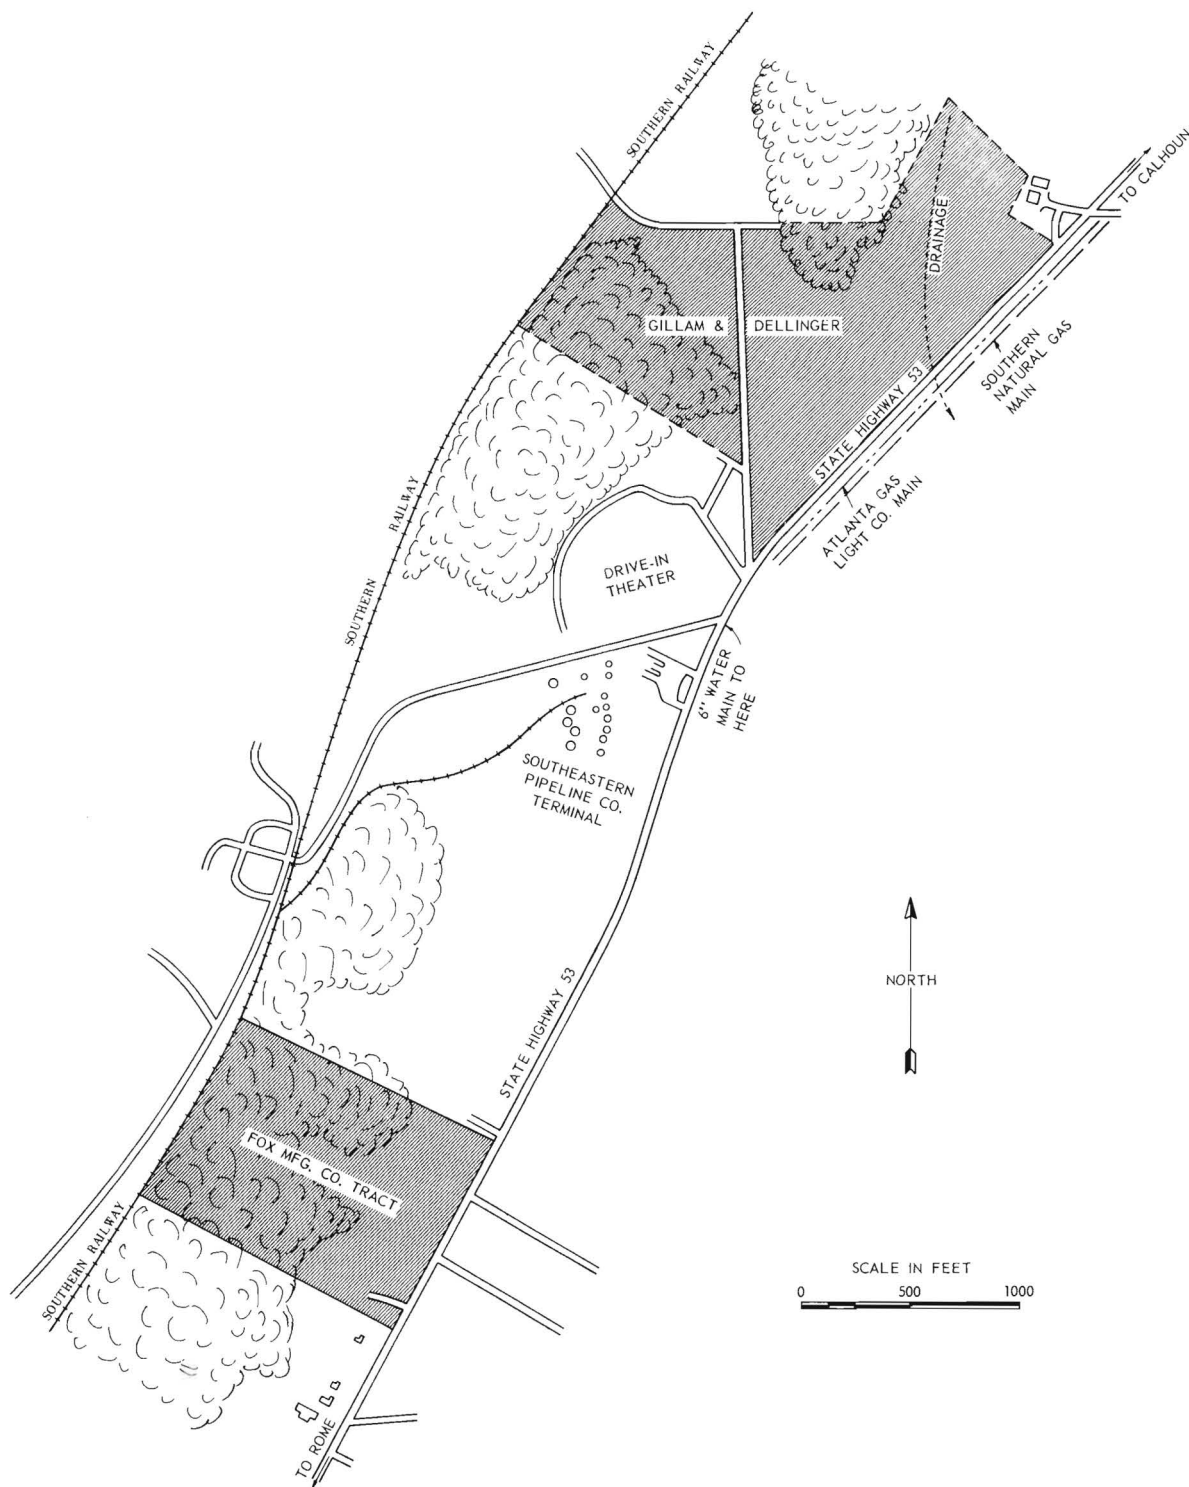 SOUTHERN RAILWAY
TO CALHOUN
DRAINAGE
GILLAM & DELLINGER
SOUTHERN
NATURAL GAS
MAIN
STATE HIGHWAY 53
ATLANTA GAS
LIGHT CO. MAIN
SOUTHERN RAILWAY
DRIVE-IN
THEATER
6" WATER
MAIN TO
HERE
SOUTHEASTERN
PIPELINE CO.
TERMINAL
NORTH
STATE HIGHWAY 53
FOX MFG. CO. TRACT
SOUTHERN RAILWAY
SCALE IN FEET
0 500 1000
TO ROME